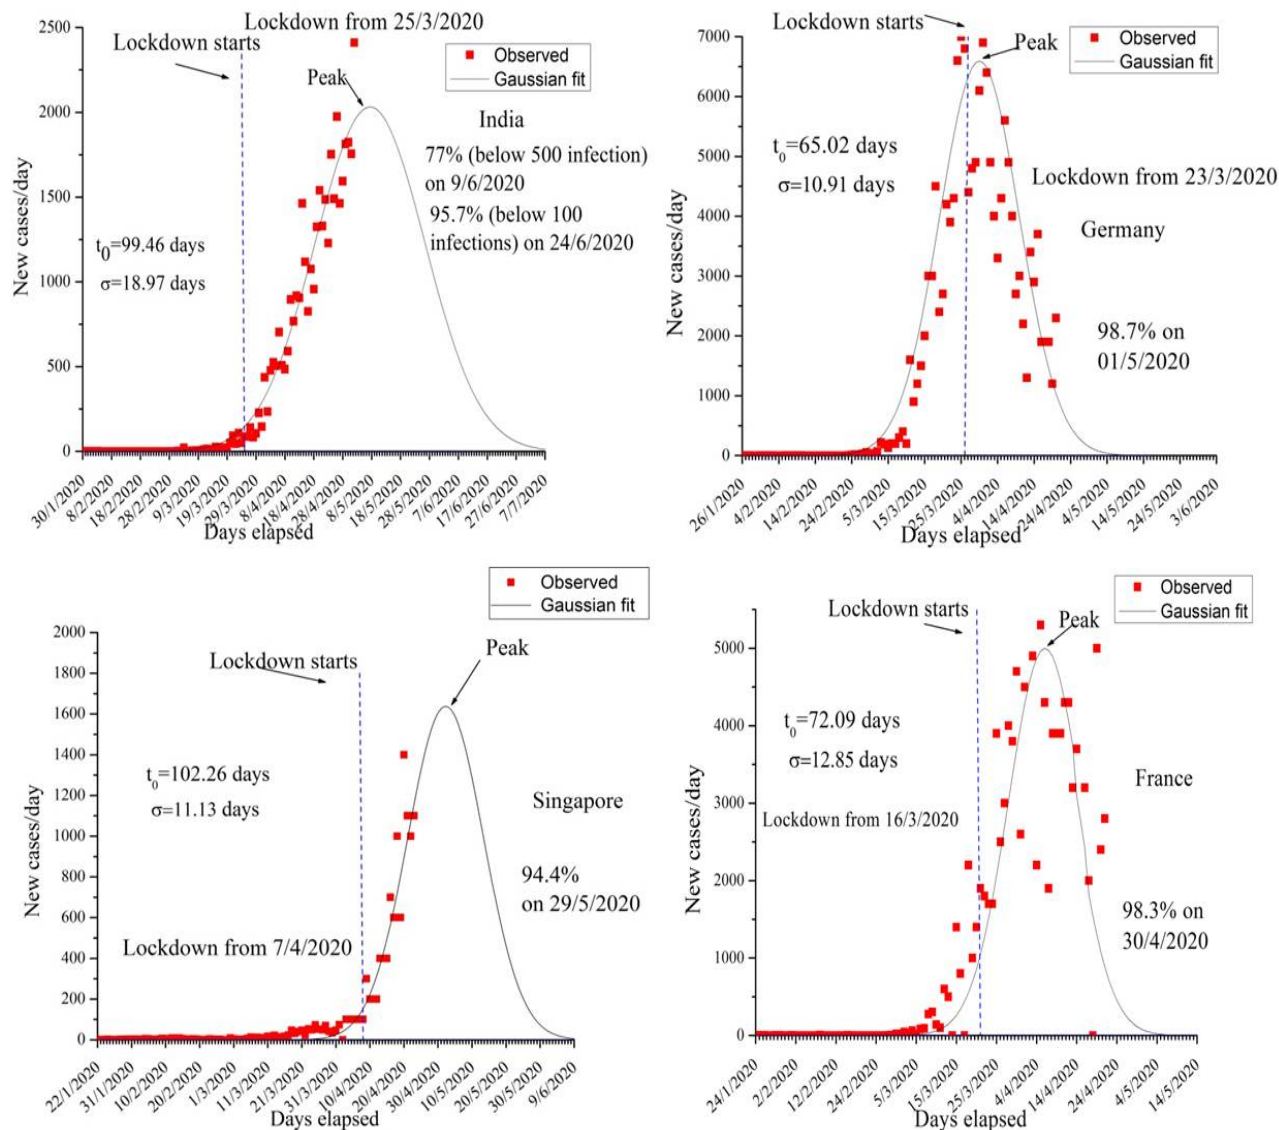 Lockdown from 25/3/2020
Lockdown starts
Observed
Gaussian fit
Peak
India
77% (below 500 infection)
on 9/6/2020
95.7% (below 100
infections) on 24/6/2020
t0=99.46 days
σ=18.97 days
New cases/day
2500
2000
1500
1000
500
0
30/1/2020
8/2/2020
18/2/2020
28/2/2020
9/3/2020
19/3/2020
29/3/2020
8/4/2020
18/4/2020
28/4/2020
8/5/2020
18/5/2020
28/5/2020
7/6/2020
17/6/2020
27/6/2020
7/7/2020
Days elapsed
Lockdown starts
Peak
Observed
Gaussian fit
t0=65.02 days
σ=10.91 days
Lockdown from 23/3/2020
Germany
98.7% on
01/5/2020
New cases/day
7000
6000
5000
4000
3000
2000
1000
0
26/1/2020
4/2/2020
14/2/2020
24/2/2020
5/3/2020
15/3/2020
25/3/2020
4/4/2020
14/4/2020
24/4/2020
4/5/2020
14/5/2020
24/5/2020
3/6/2020
Days elapsed
Observed
Gaussian fit
Peak
Lockdown starts
t0=102.26 days
σ=11.13 days
Singapore
94.4%
on 29/5/2020
Lockdown from 7/4/2020
New cases/day
2000
1800
1600
1400
1200
1000
800
600
400
200
0
22/1/2020
31/1/2020
10/2/2020
20/2/2020
1/3/2020
11/3/2020
21/3/2020
31/3/2020
10/4/2020
20/4/2020
30/4/2020
10/5/2020
20/5/2020
30/5/2020
9/6/2020
Days elapsed
Observed
Gaussian fit
Lockdown starts
Peak
t0=72.09 days
σ=12.85 days
France
Lockdown from 16/3/2020
98.3% on
30/4/2020
New cases/day
5000
4000
3000
2000
1000
0
24/1/2020
2/2/2020
12/2/2020
24/2/2020
5/3/2020
15/3/2020
25/3/2020
4/4/2020
14/4/2020
24/4/2020
4/5/2020
14/5/2020
Days elapsed